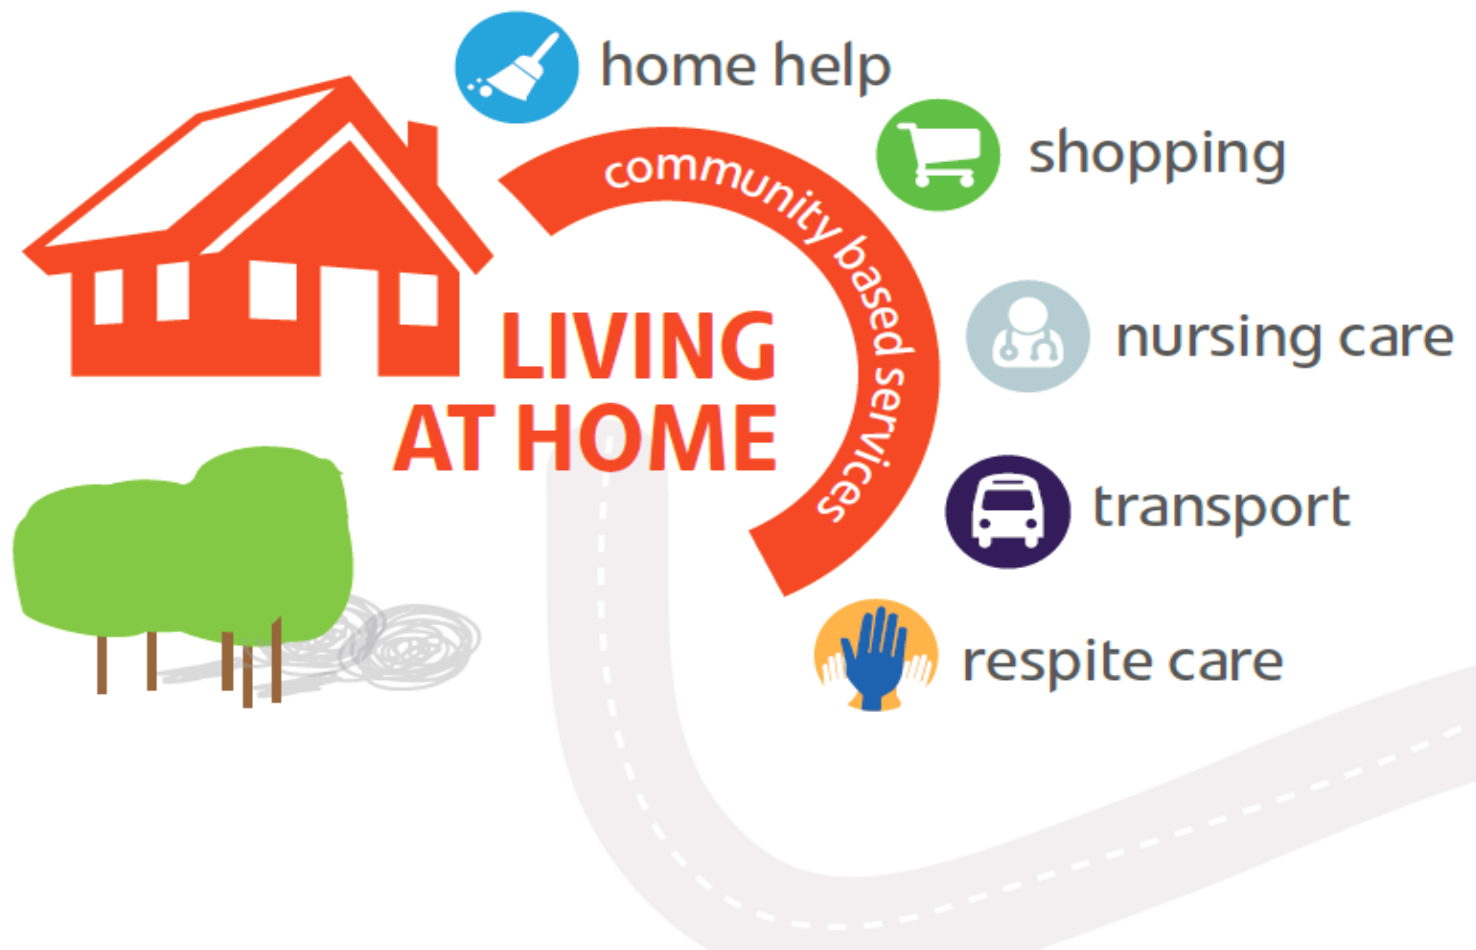 home help
shopping
community based services
nursing care
LIVING
AT HOME
transport
respite care